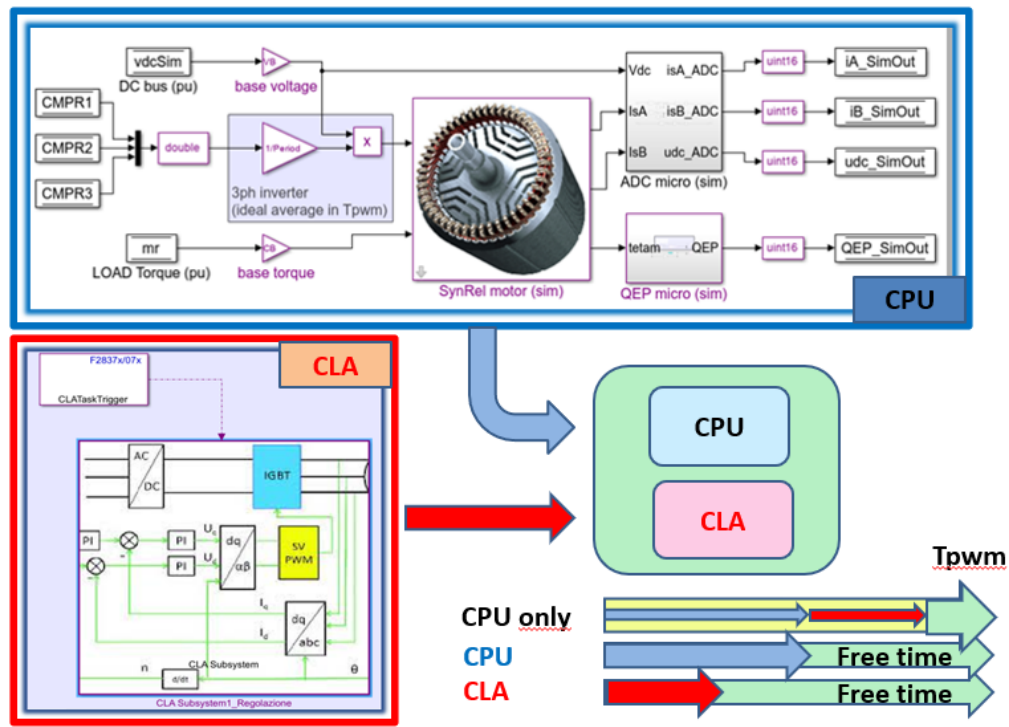 vdcSim
DC bus (pu)
VB
base voltage
CMPR1
CMPR2
CMPR3
double
1/Period
X
3ph inverter
(ideal average in Tpwm)
mr
LOAD Torque (pu)
CB
base torque
SynRel motor (sim)
Vdc
isA_ADC
IsA
isB_ADC
IsB
udc_ADC
ADC micro (sim)
tetam
QEP
QEP micro (sim)
uint16
iA_SimOut
uint16
iB_SimOut
uint16
udc_SimOut
uint16
QEP_SimOut
CPU
CLA
F2837x/07x
CLATaskTrigger
AC
DC
IGBT
PI
PI
PI
Uq
dq
αβ
SV
PWM
Iq
Id
dq
abc
n
CLA Subsystem
θ
d/dt
CLA Subsystem1_Regolazione
CPU
CLA
Tpwm
CPU only
CPU
Free time
CLA
Free time